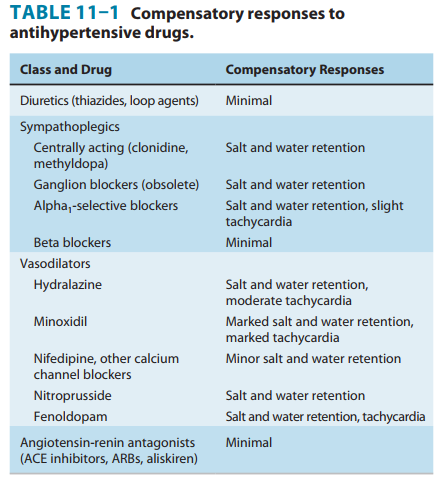 TABLE 11–1 Compensatory responses to
antihypertensive drugs.
Class and Drug Compensatory Responses
Diuretics (thiazides, loop agents) Minimal
Sympathoplegics
Centrally acting (clonidine, Salt and water retention
methyldopa)
Ganglion blockers (obsolete) Salt and water retention
Alpha₁-selective blockers Salt and water retention, slight
tachycardia
Beta blockers Minimal
Vasodilators
Hydralazine Salt and water retention,
moderate tachycardia
Minoxidil Marked salt and water retention,
marked tachycardia
Nifedipine, other calcium Minor salt and water retention
channel blockers
Nitroprusside Salt and water retention
Fenoldopam Salt and water retention, tachycardia
Angiotensin-renin antagonists Minimal
(ACE inhibitors, ARBs, aliskiren)